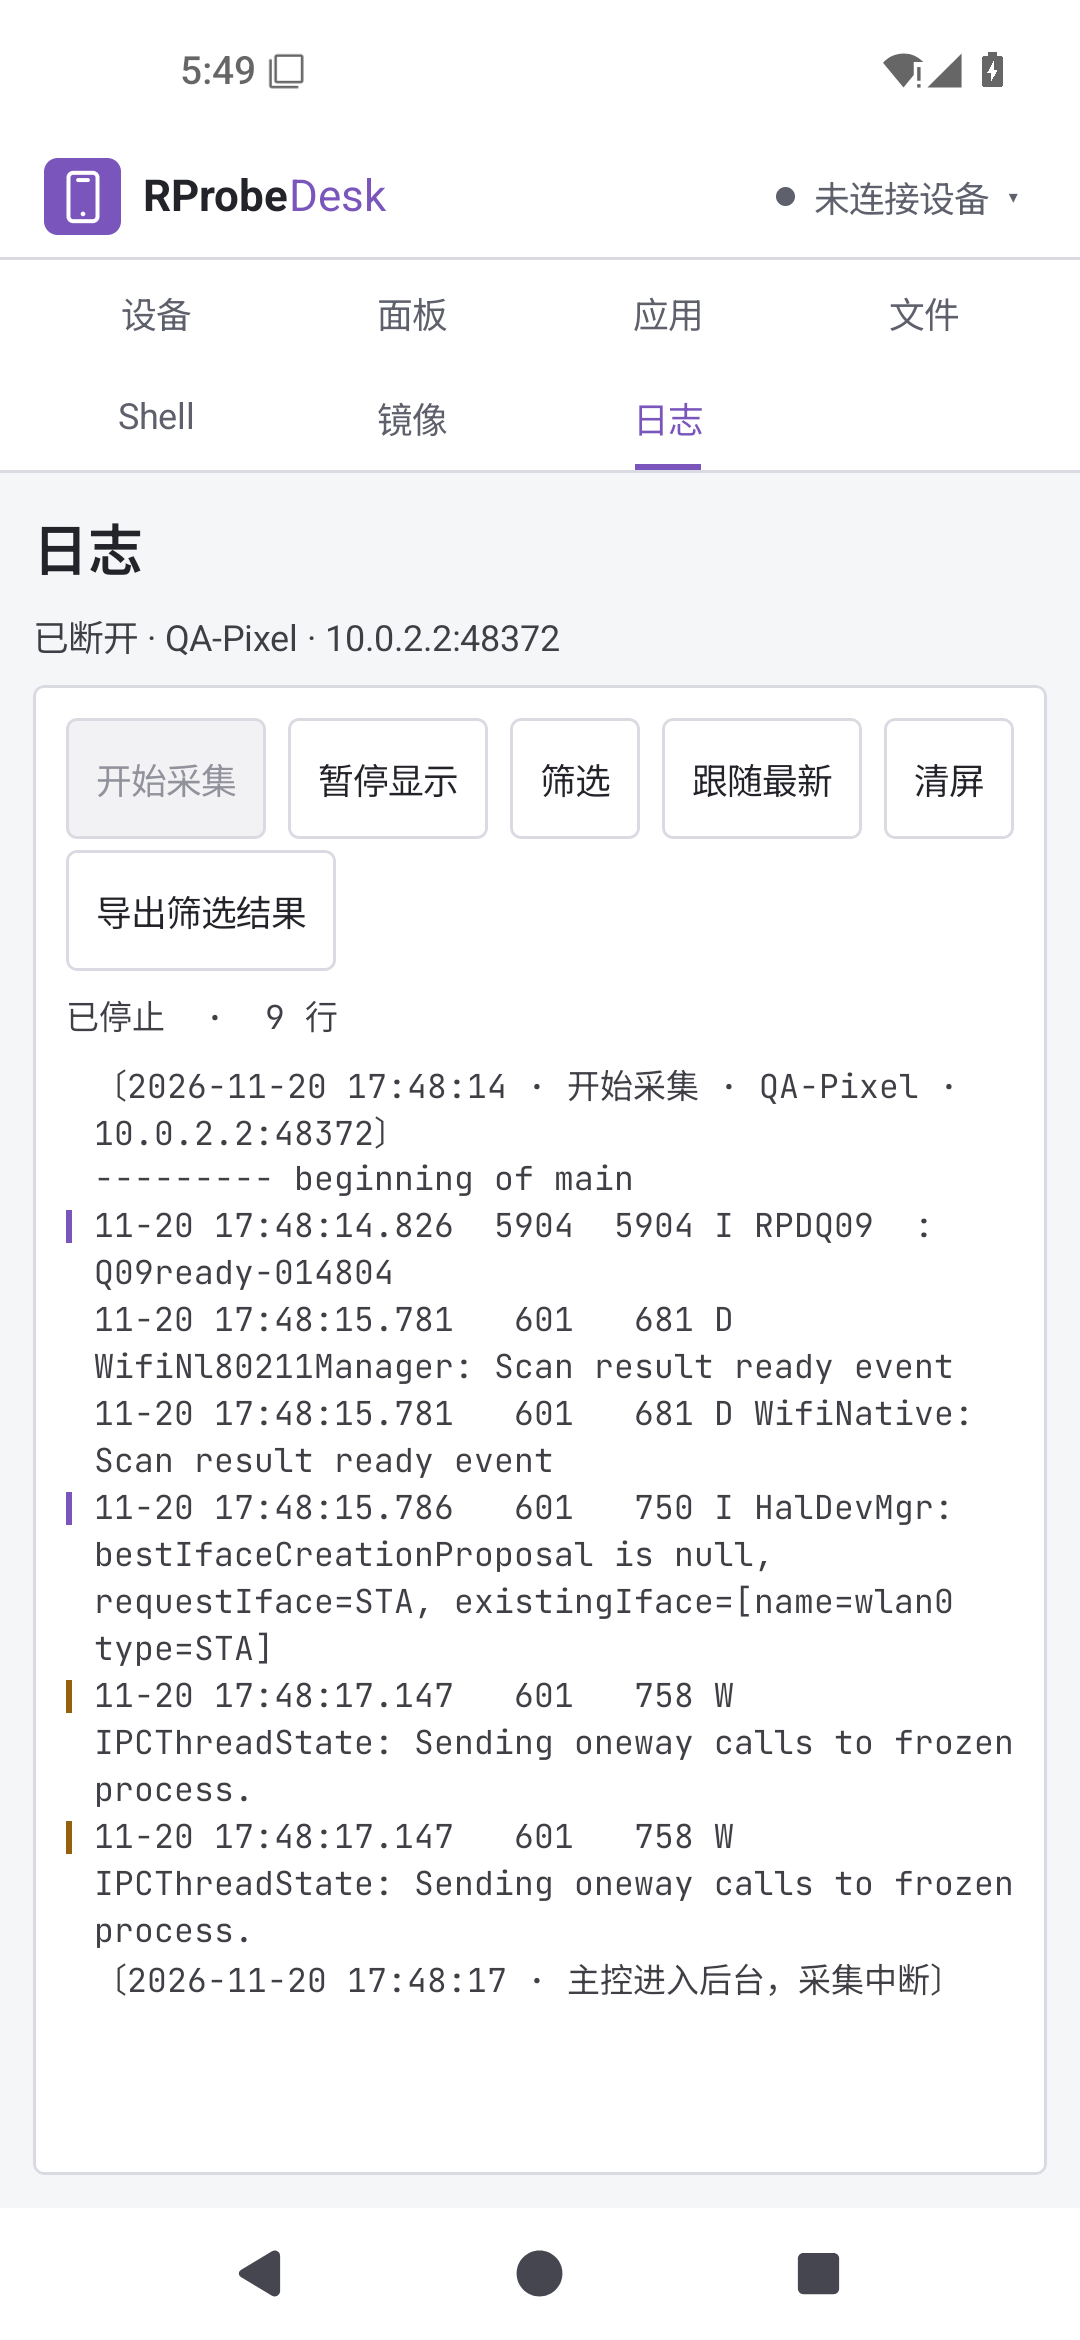 5:49
RProbeDesk
未连接设备
设备 面板 应用 文件
Shell 镜像 日志
日志
已断开 · QA-Pixel · 10.0.2.2:48372
开始采集 暂停显示 筛选 跟随最新 清屏
导出筛选结果
已停止 · 9 行
〔2026-11-20 17:48:14 · 开始采集 · QA-Pixel ·
10.0.2.2:48372〕
--------- beginning of main
11-20 17:48:14.826  5904  5904 I RPDQ09  :
Q09ready-014804
11-20 17:48:15.781   601   681 D
WifiNl80211Manager: Scan result ready event
11-20 17:48:15.781   601   681 D WifiNative:
Scan result ready event
11-20 17:48:15.786   601   750 I HalDevMgr:
bestIfaceCreationProposal is null,
requestIface=STA, existingIface=[name=wlan0
type=STA]
11-20 17:48:17.147   601   758 W
IPCThreadState: Sending oneway calls to frozen
process.
11-20 17:48:17.147   601   758 W
IPCThreadState: Sending oneway calls to frozen
process.
〔2026-11-20 17:48:17 · 主控进入后台，采集中断〕